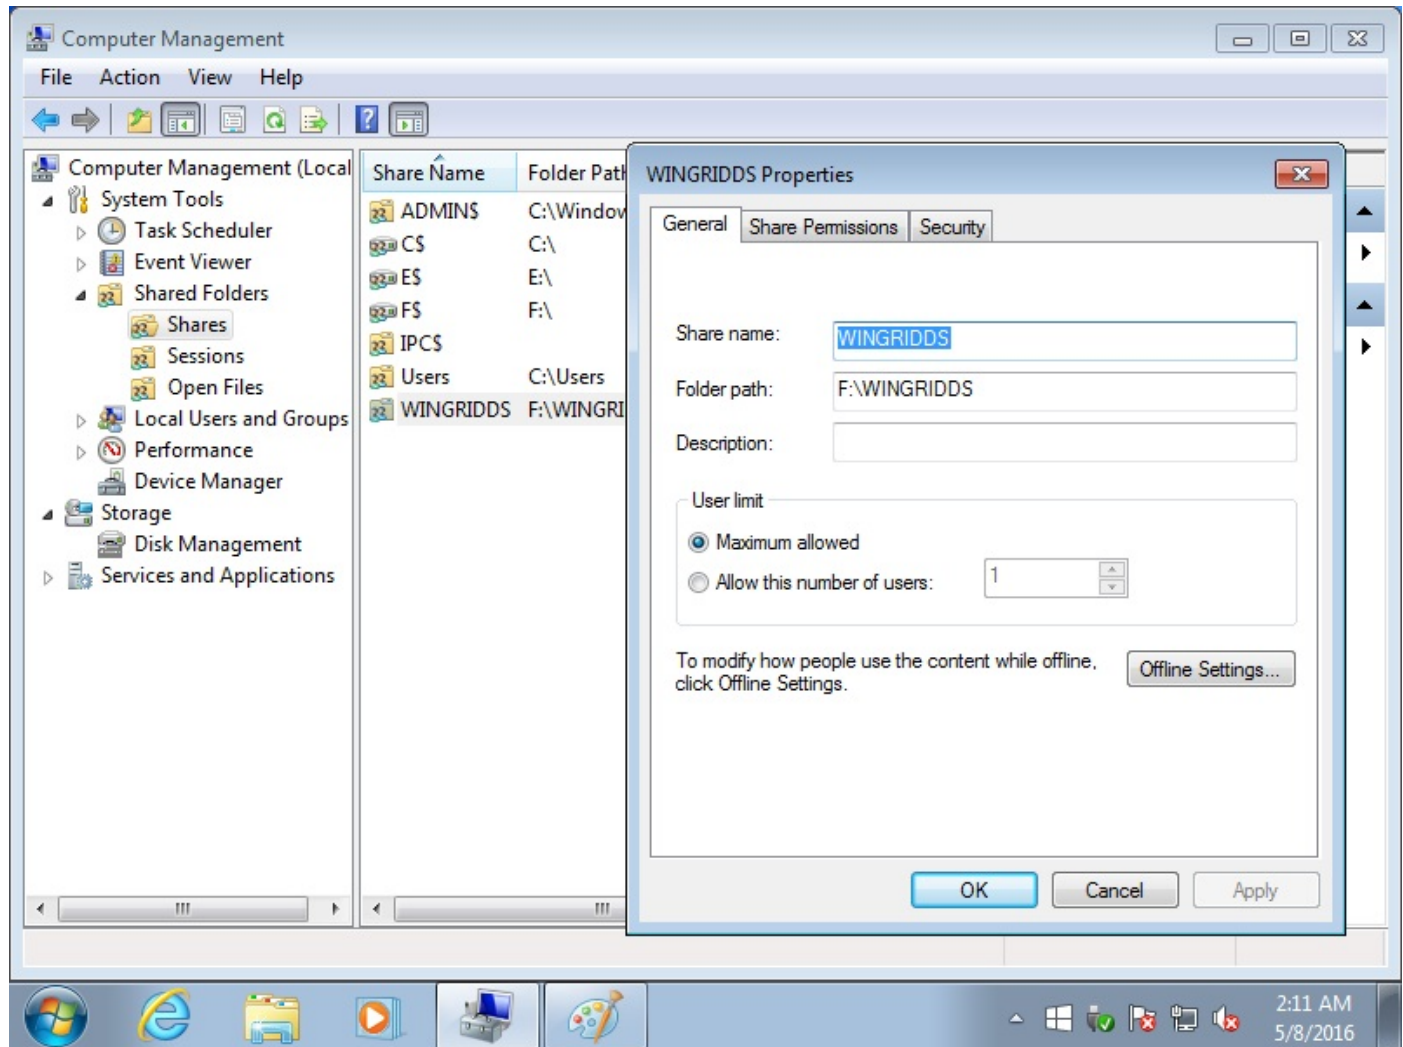 Computer Management
File Action View Help
Computer Management (Local
System Tools
Task Scheduler
Event Viewer
Shared Folders
Shares
Sessions
Open Files
Local Users and Groups
Performance
Device Manager
Storage
Disk Management
Services and Applications
Share Name Folder Path
ADMIN$ C:\Window
C$ C:\
E$ E:\
F$ F:\
IPC$
Users C:\Users
WINGRIDDS F:\WINGRI
WINGRIDDS Properties
General Share Permissions Security
Share name: WINGRIDDS
Folder path: F:\WINGRIDDS
Description:
User limit
Maximum allowed
Allow this number of users: 1
To modify how people use the content while offline,
click Offline Settings.
Offline Settings...
OK Cancel Apply
2:11 AM
5/8/2016